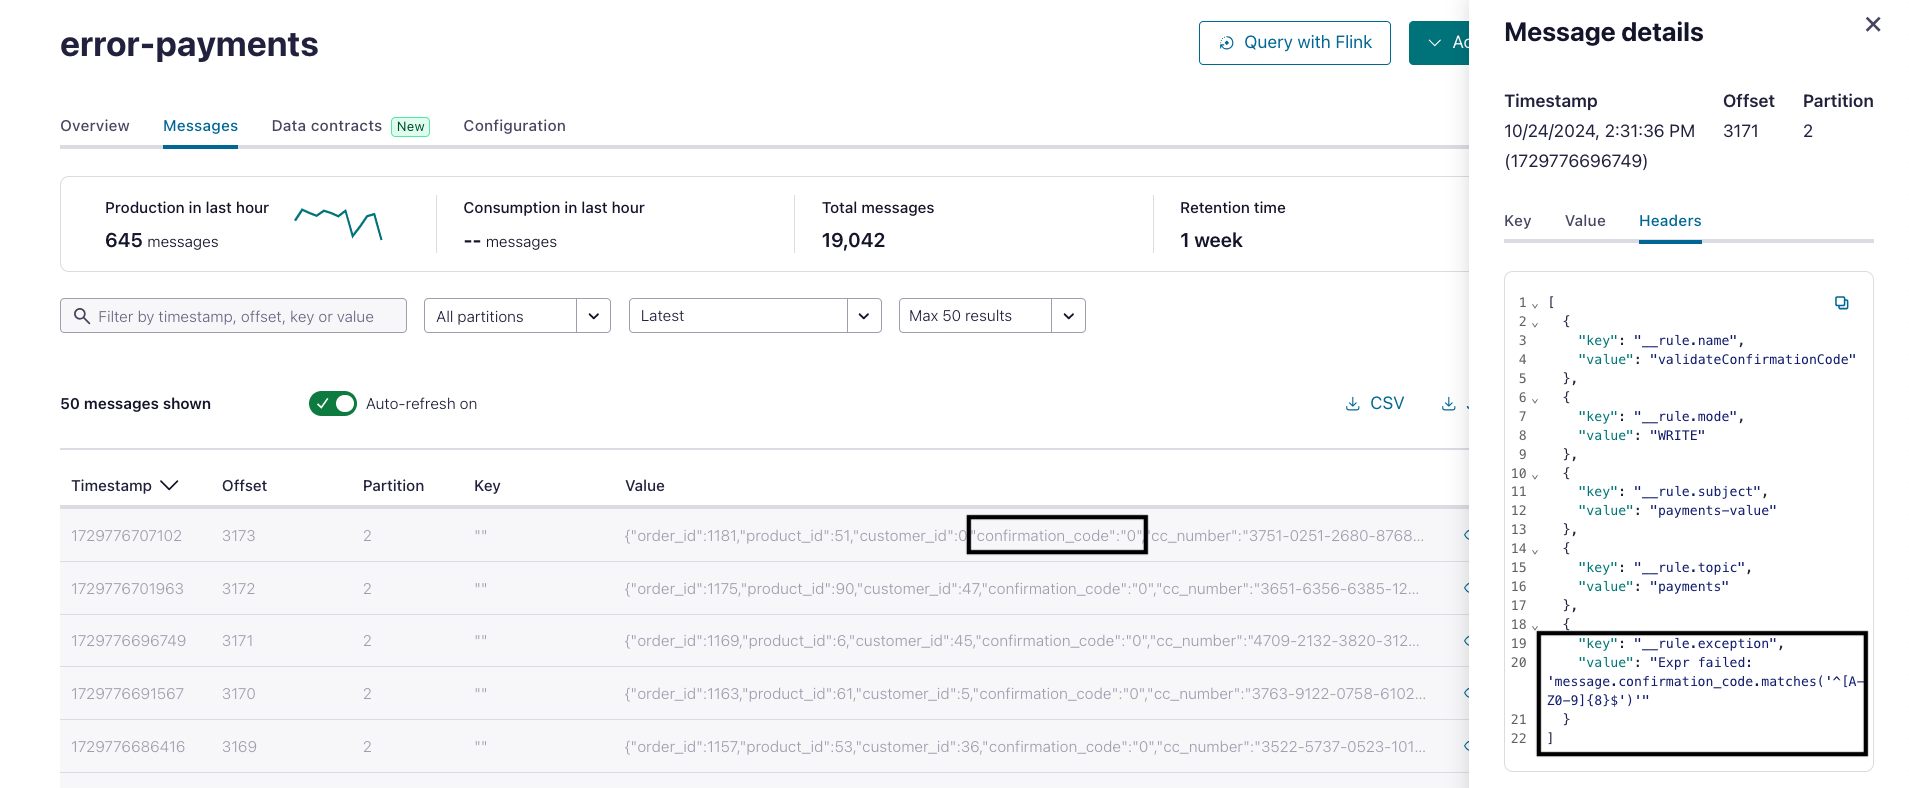 error-payments
Query with Flink
Overview
Messages
Data contracts New
Configuration
Production in last hour
645 messages
Consumption in last hour
-- messages
Total messages
19,042
Retention time
1 week
Filter by timestamp, offset, key or value
All partitions
Latest
Max 50 results
50 messages shown
Auto-refresh on
CSV
Timestamp Offset Partition Key Value
1729776707102 3173 2 "" {"order_id":1181,"product_id":51,"customer_id":0,"confirmation_code":"0","cc_number":"3751-0251-2680-8768...
1729776701963 3172 2 "" {"order_id":1175,"product_id":90,"customer_id":47,"confirmation_code":"0","cc_number":"3651-6356-6385-12...
1729776696749 3171 2 "" {"order_id":1169,"product_id":6,"customer_id":45,"confirmation_code":"0","cc_number":"4709-2132-3820-312...
1729776691567 3170 2 "" {"order_id":1163,"product_id":61,"customer_id":5,"confirmation_code":"0","cc_number":"3763-9122-0758-6102...
1729776686416 3169 2 "" {"order_id":1157,"product_id":53,"customer_id":36,"confirmation_code":"0","cc_number":"3522-5737-0523-101...
Message details
Timestamp Offset Partition
10/24/2024, 2:31:36 PM 3171 2
(1729776696749)
Key Value Headers
1 [
2 {
3 "key": "__rule.name",
4 "value": "validateConfirmationCode"
5 },
6 {
7 "key": "__rule.mode",
8 "value": "WRITE"
9 },
10 {
11 "key": "__rule.subject",
12 "value": "payments-value"
13 },
14 {
15 "key": "__rule.topic",
16 "value": "payments"
17 },
18 {
19 "key": "__rule.exception",
20 "value": "Expr failed:
'message.confirmation_code.matches('^[A-
Z0-9]{8}$')'"
21 }
22 ]